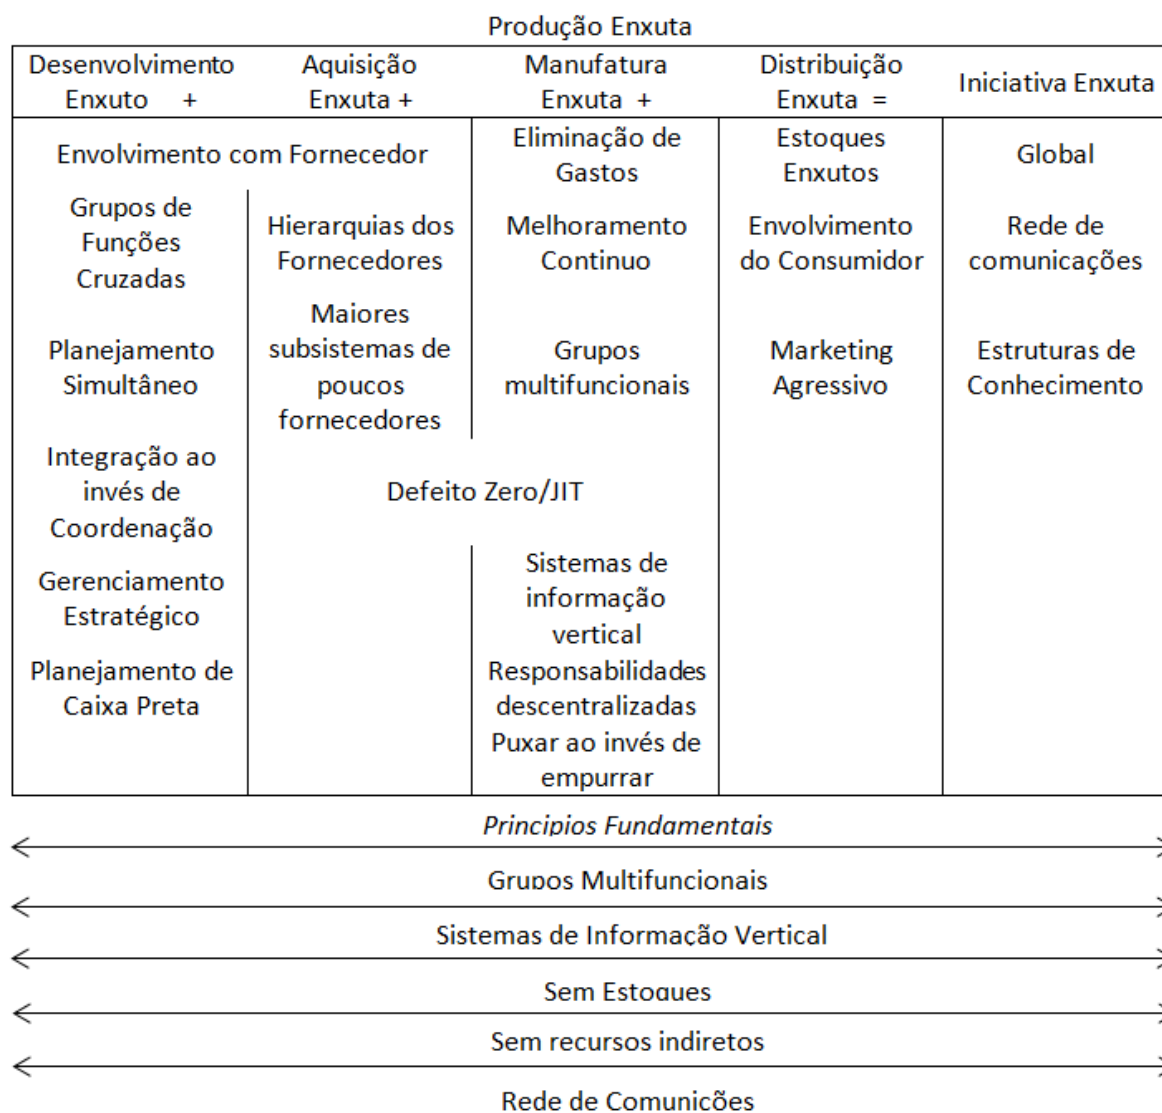 Produção Enxuta
Desenvolvimento
Enxuto +
Aquisição
Enxuta +
Manufatura
Enxuta +
Distribuição
Enxuta =
Iniciativa Enxuta
Envolvimento com Fornecedor
Eliminação de
Gastos
Estoques
Enxutos
Global
Grupos de
Funções
Cruzadas
Hierarquias dos
Fornecedores
Melhoramento
Continuo
Envolvimento
do Consumidor
Rede de
comunicações
Planejamento
Simultâneo
Maiores
subsistemas de
poucos
fornecedores
Grupos
multifuncionais
Marketing
Agressivo
Estruturas de
Conhecimento
Integração ao
invés de
Coordenação
Defeito Zero/JIT
Gerenciamento
Estratégico
Sistemas de
informação
vertical
Planejamento de
Caixa Preta
Responsabilidades
descentralizadas
Puxar ao invés de
empurrar
Principios Fundamentais
Grupos Multifuncionais
Sistemas de Informação Vertical
Sem Estoques
Sem recursos indiretos
Rede de Comunicões